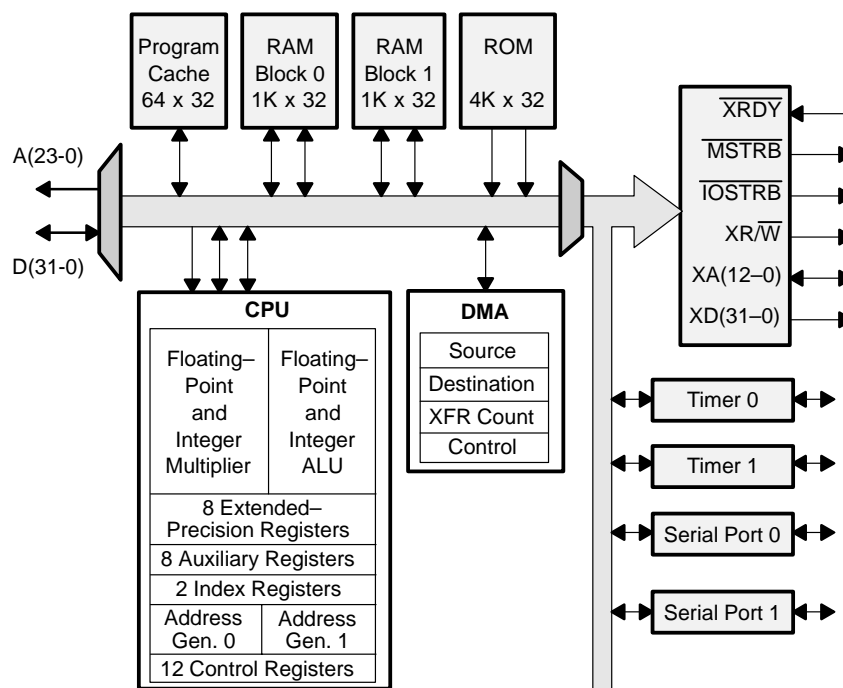 Program
Cache
64 x 32
RAM
Block 0
1K x 32
RAM
Block 1
1K x 32
ROM
4K x 32
A(23-0)
D(31-0)
X̅R̅D̅Y̅
M̅S̅T̅R̅B̅
I̅O̅S̅T̅R̅B̅
XR/W̅
XA(12–0)
XD(31–0)
CPU
Floating–
Point
and
Integer
Multiplier
Floating–
Point
and
Integer
ALU
8 Extended–
Precision Registers
8 Auxiliary Registers
2 Index Registers
Address
Gen. 0
Address
Gen. 1
12 Control Registers
DMA
Source
Destination
XFR Count
Control
Timer 0
Timer 1
Serial Port 0
Serial Port 1